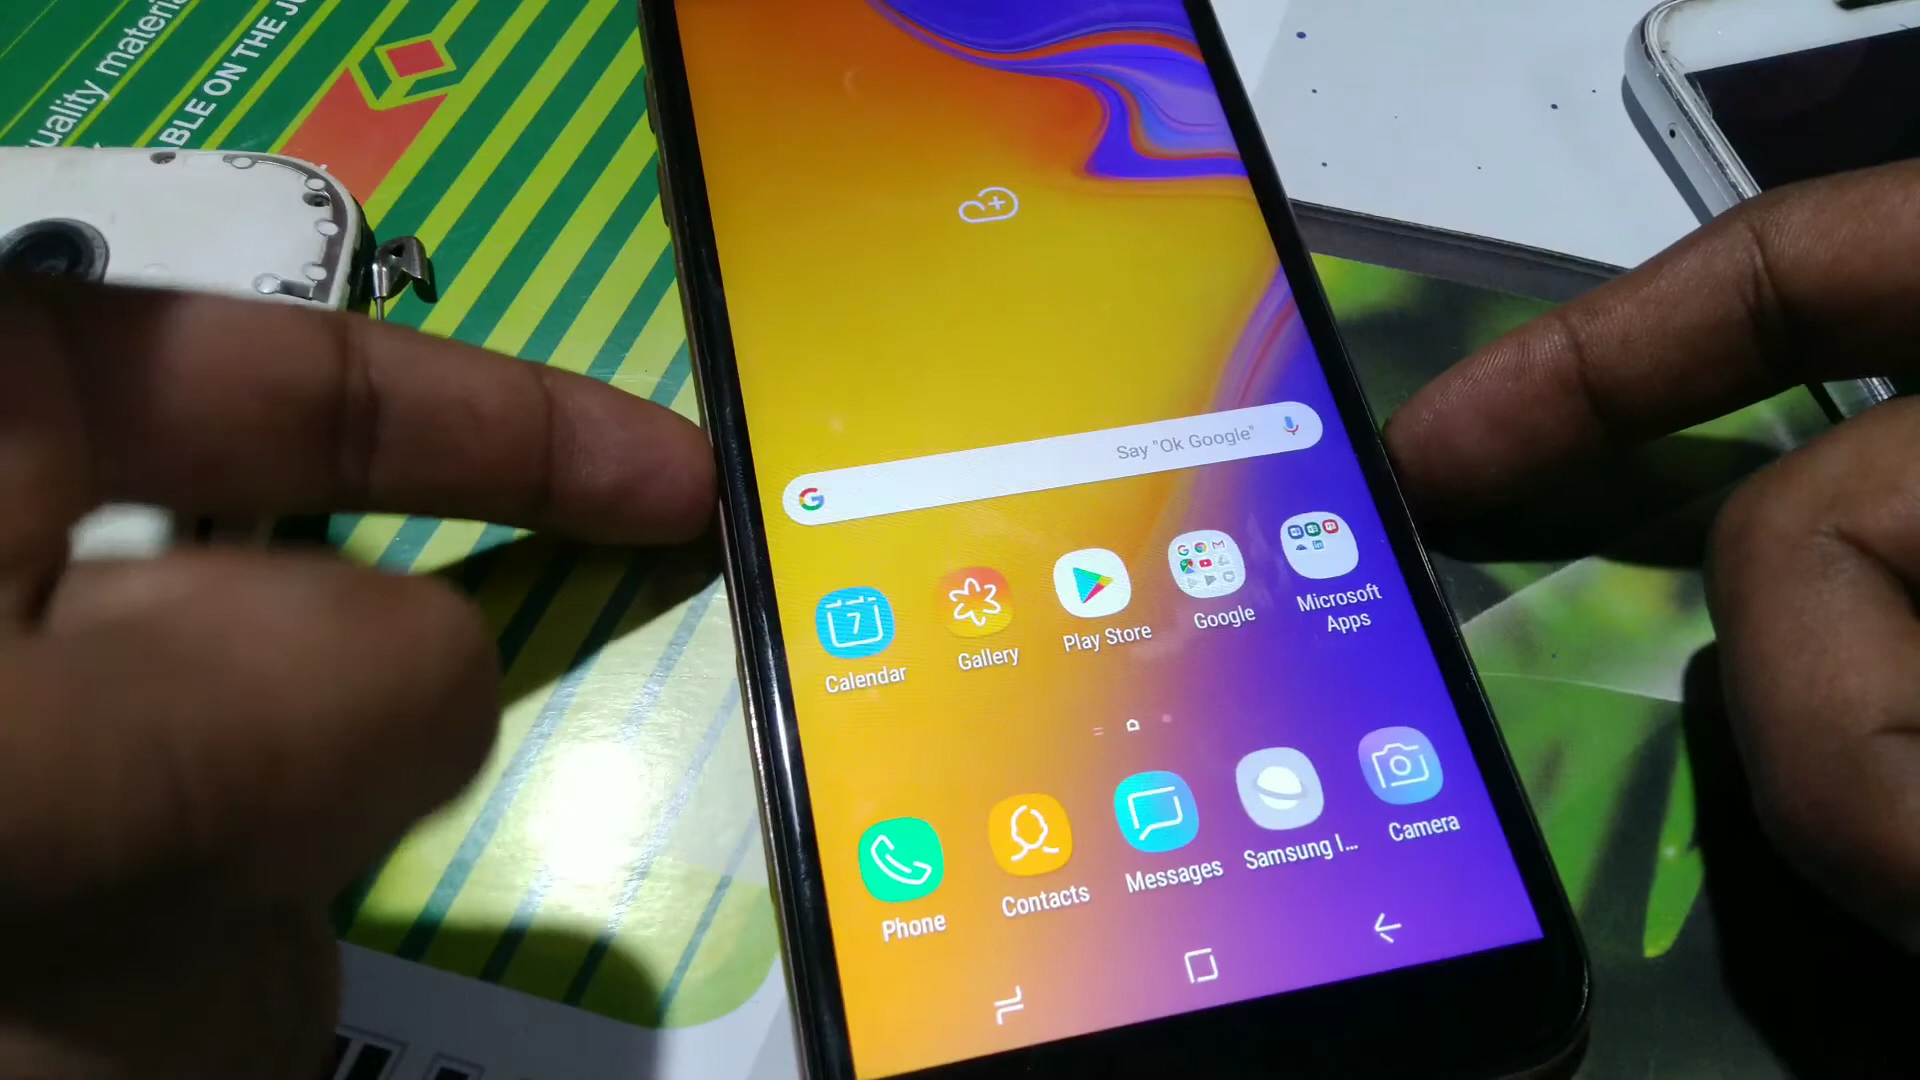 uality materi
BLE ON THE J
Say "Ok Google"
G
7
Calendar
Gallery
Play Store
Google
Microsoft
Apps
Phone
Contacts
Messages
Samsung I...
Camera